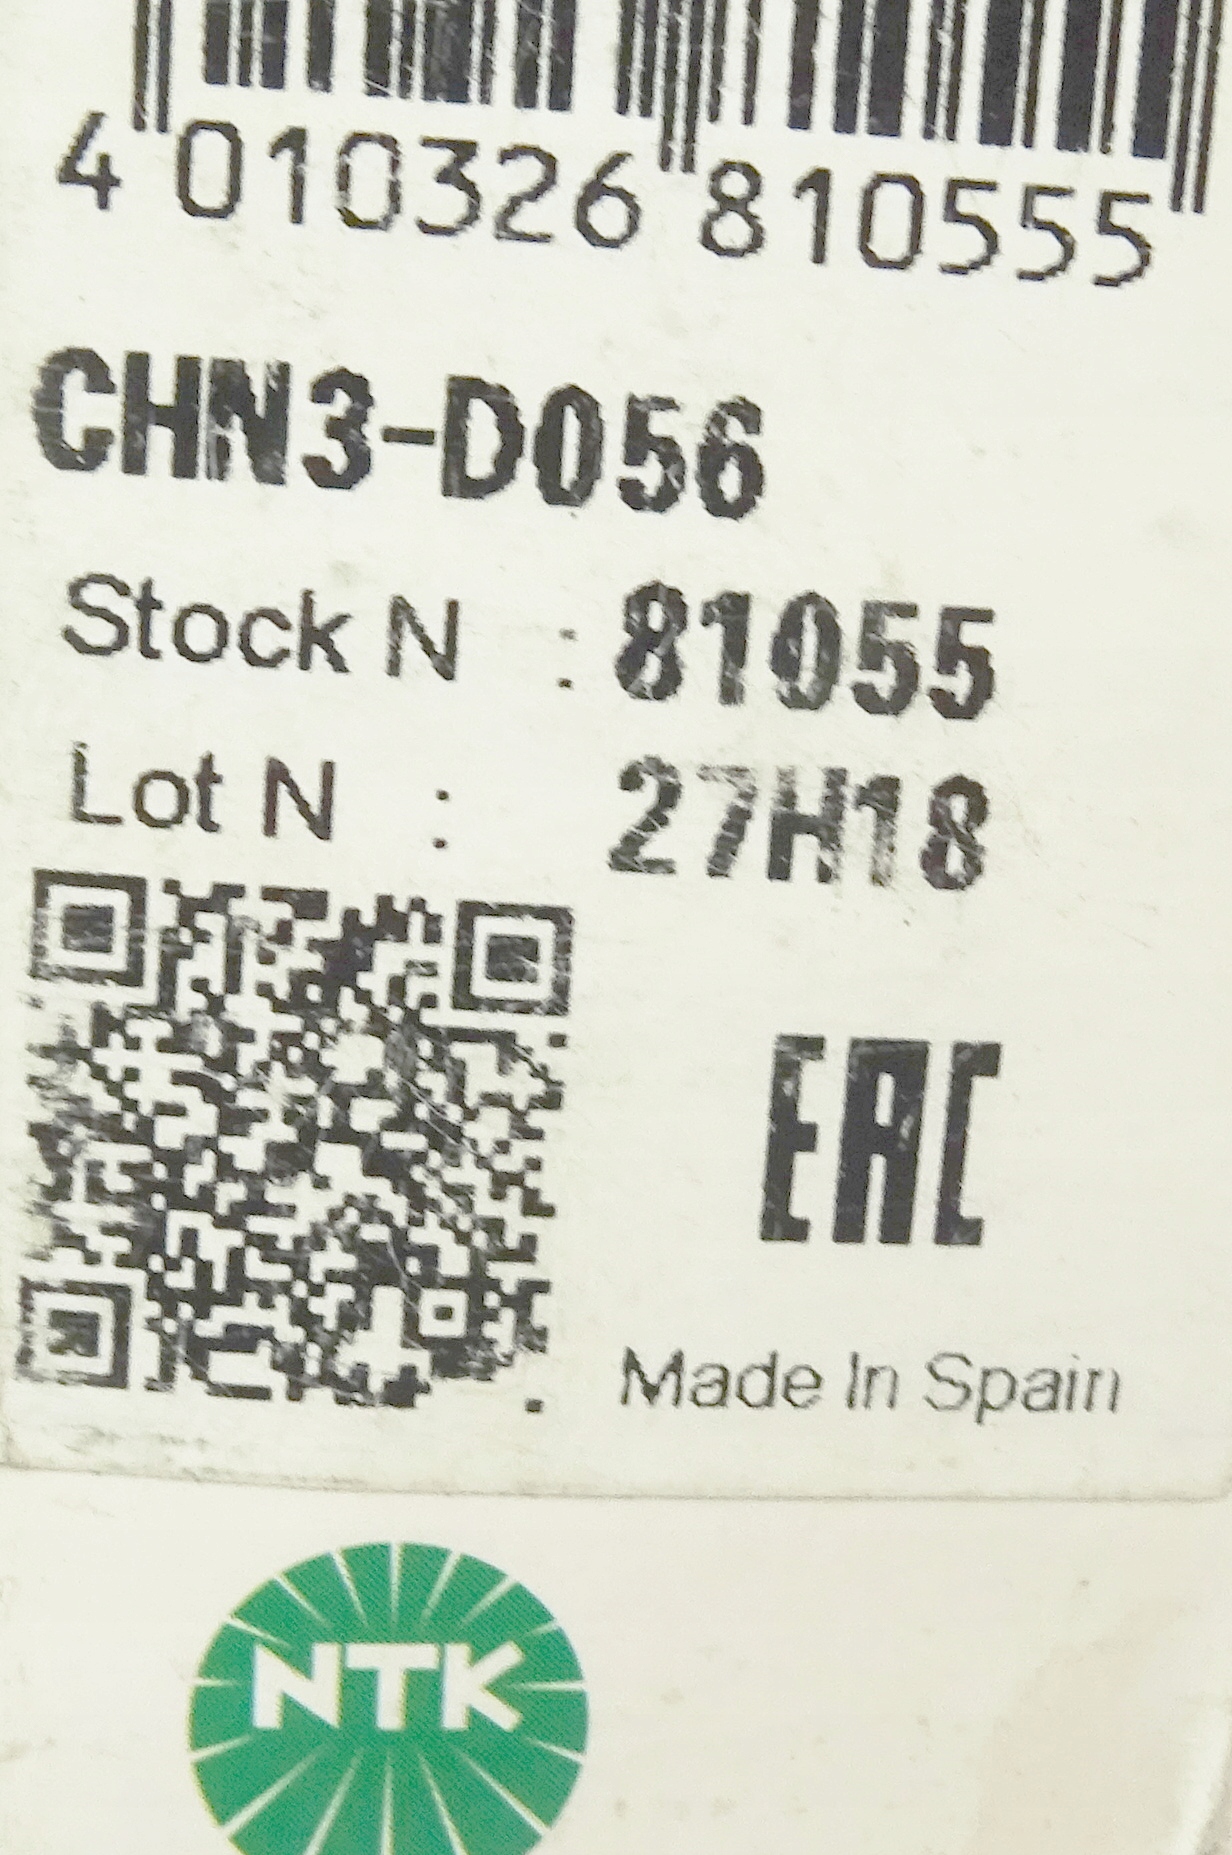 4 010326 810555
CHN3-D056
Stock N : 81055
Lot N : 27H18
EAC
Made In Spain
NTK